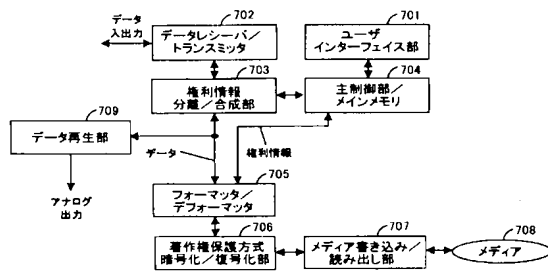 データ
入出力
702
データレシーバ/
トランスミッタ
701
ユーザ
インターフェイス部
703
権利情報
分離/合成部
704
主制御部/
メインメモリ
709
データ再生部
データ
権利情報
アナログ
出力
705
フォーマッタ/
デフォーマッタ
706
著作権保護方式
暗号化/復号化部
707
メディア書き込み/
読み出し部
708
メディア